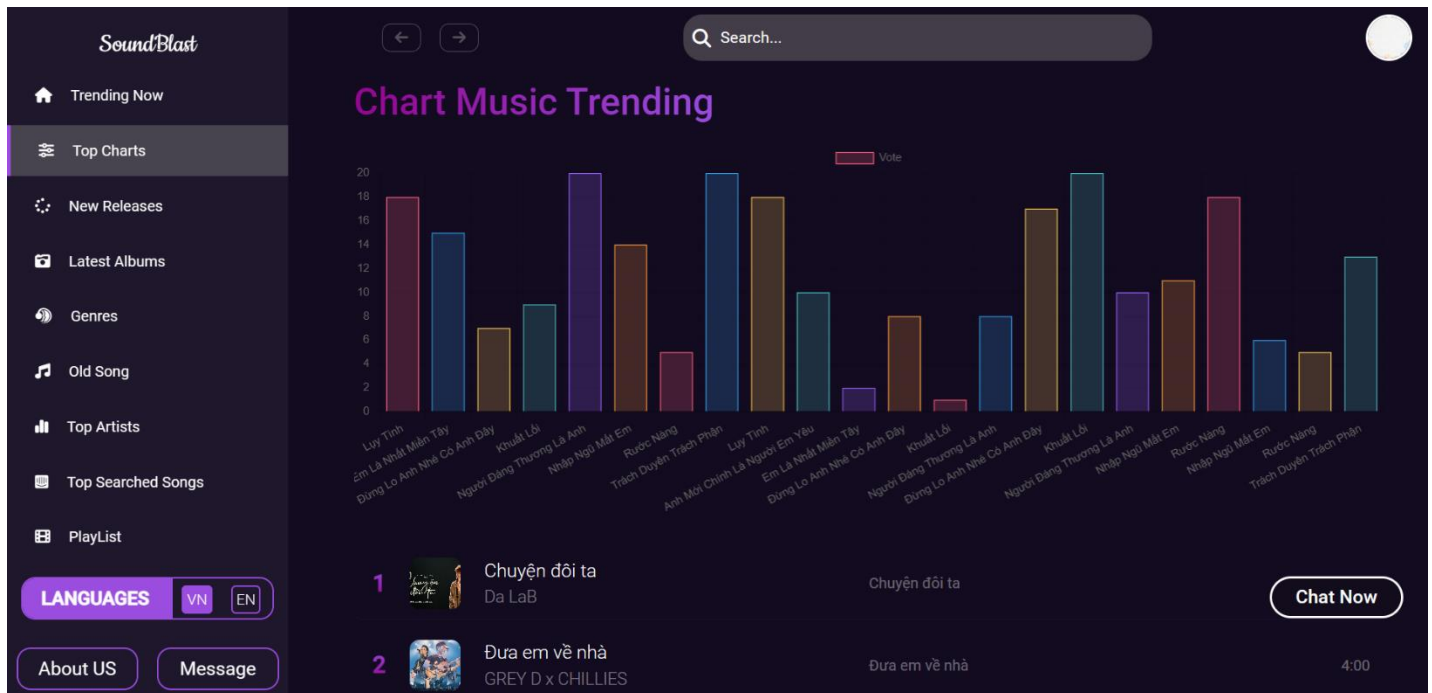 SoundBlast
Search...
Trending Now
Top Charts
New Releases
Latest Albums
Genres
Old Song
Top Artists
Top Searched Songs
PlayList
LANGUAGES VN EN
About US Message
Chart Music Trending
Vote
20
18
16
14
12
10
8
6
4
2
0
Luỵ Tình
Em Là Nhất Miền Tây
Đừng Lo Anh Nhé Có Anh Đây
Khuất Lối
Người Đáng Thương Là Anh
Nhập Ngũ Mất Em
Rước Nàng
Trách Duyên Trách Phận
Luỵ Tình
Anh Mới Chính Là Người Em Yêu
Em Là Nhất Miền Tây
Đừng Lo Anh Nhé Có Anh Đây
Khuất Lối
Người Đáng Thương Là Anh
Đừng Lo Anh Nhé Có Anh Đây
Khuất Lối
Người Đáng Thương Là Anh
Nhập Ngũ Mất Em
Rước Nàng
Nhập Ngũ Mất Em
Rước Nàng
Trách Duyên Trách Phận
1
Chuyện đôi ta
Da LaB
Chuyện đôi ta
Chat Now
2
Đưa em về nhà
GREY D x CHILLIES
Đưa em về nhà
4:00